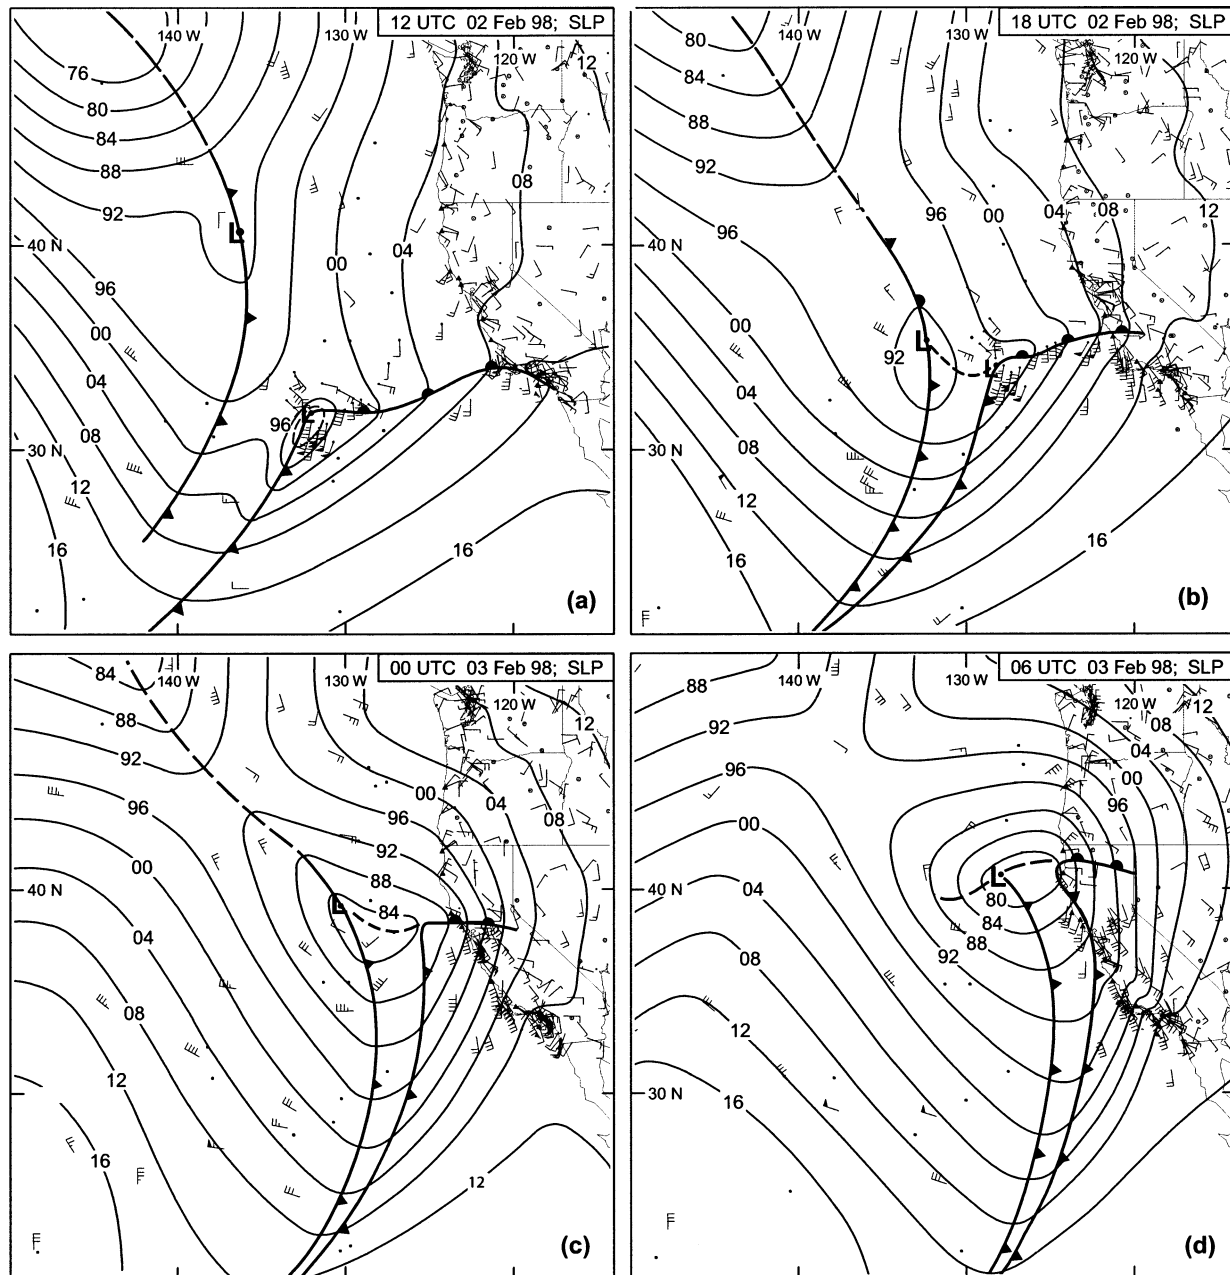 12 UTC 02 Feb 98; SLP
140 W
130 W
120 W
12
76
80
84
88
08
92
L
40 N
04
00
96
00
04
L
96
08
30 N
12
16
16
(a)
18 UTC 02 Feb 98; SLP
140 W
130 W
120 W
80
12
84
88
92
96
00
04
08
12
96
40 N
00
L
92
L
04
08
30 N
12
16
16
(b)
00 UTC 03 Feb 98; SLP
84
140 W
130 W
120 W
88
12
92
00
04
96
96
08
92
00
88
40 N
L
84
04
08
12
16
12
(c)
06 UTC 03 Feb 98; SLP
88
140 W
130 W
120 W
12
92
08
04
96
00
96
00
40 N
L
04
80
84
88
92
08
12
30 N
16
(d)